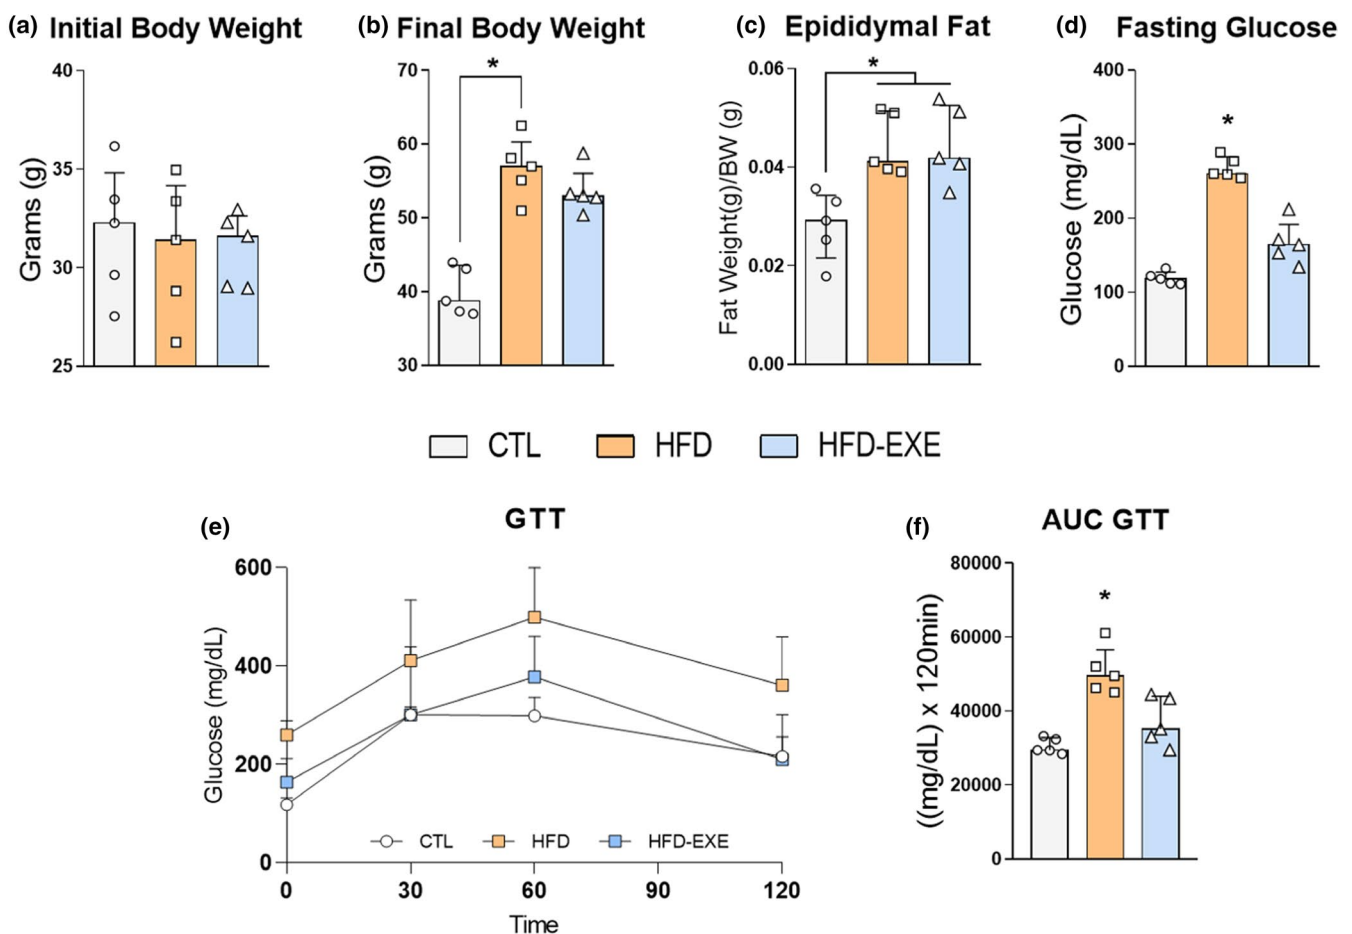 (a) Initial Body Weight
(b) Final Body Weight
(c) Epididymal Fat
(d) Fasting Glucose
Grams (g)
40
35
30
25
Grams (g)
70
60
50
40
30
*
Fat Weight(g)/BW (g)
0.06
0.04
0.02
0.00
*
Glucose (mg/dL)
400
300
200
100
0
*
CTL HFD HFD-EXE
(e) GTT
Glucose (mg/dL)
600
400
200
0
CTL HFD HFD-EXE
0 30 60 90 120
Time
(f) AUC GTT
((mg/dL) x 120min)
80000
60000
40000
20000
0
*